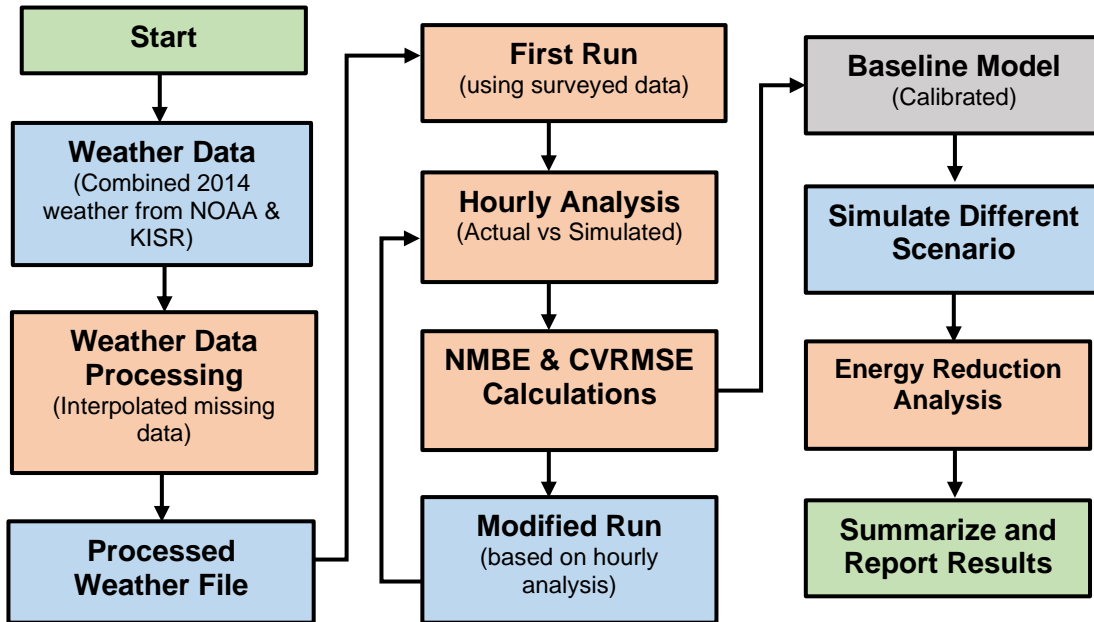 Start
Weather Data
(Combined 2014
weather from NOAA &
KISR)
Weather Data
Processing
(Interpolated missing
data)
Processed
Weather File
First Run
(using surveyed data)
Hourly Analysis
(Actual vs Simulated)
NMBE & CVRMSE
Calculations
Modified Run
(based on hourly
analysis)
Baseline Model
(Calibrated)
Simulate Different
Scenario
Energy Reduction
Analysis
Summarize and
Report Results